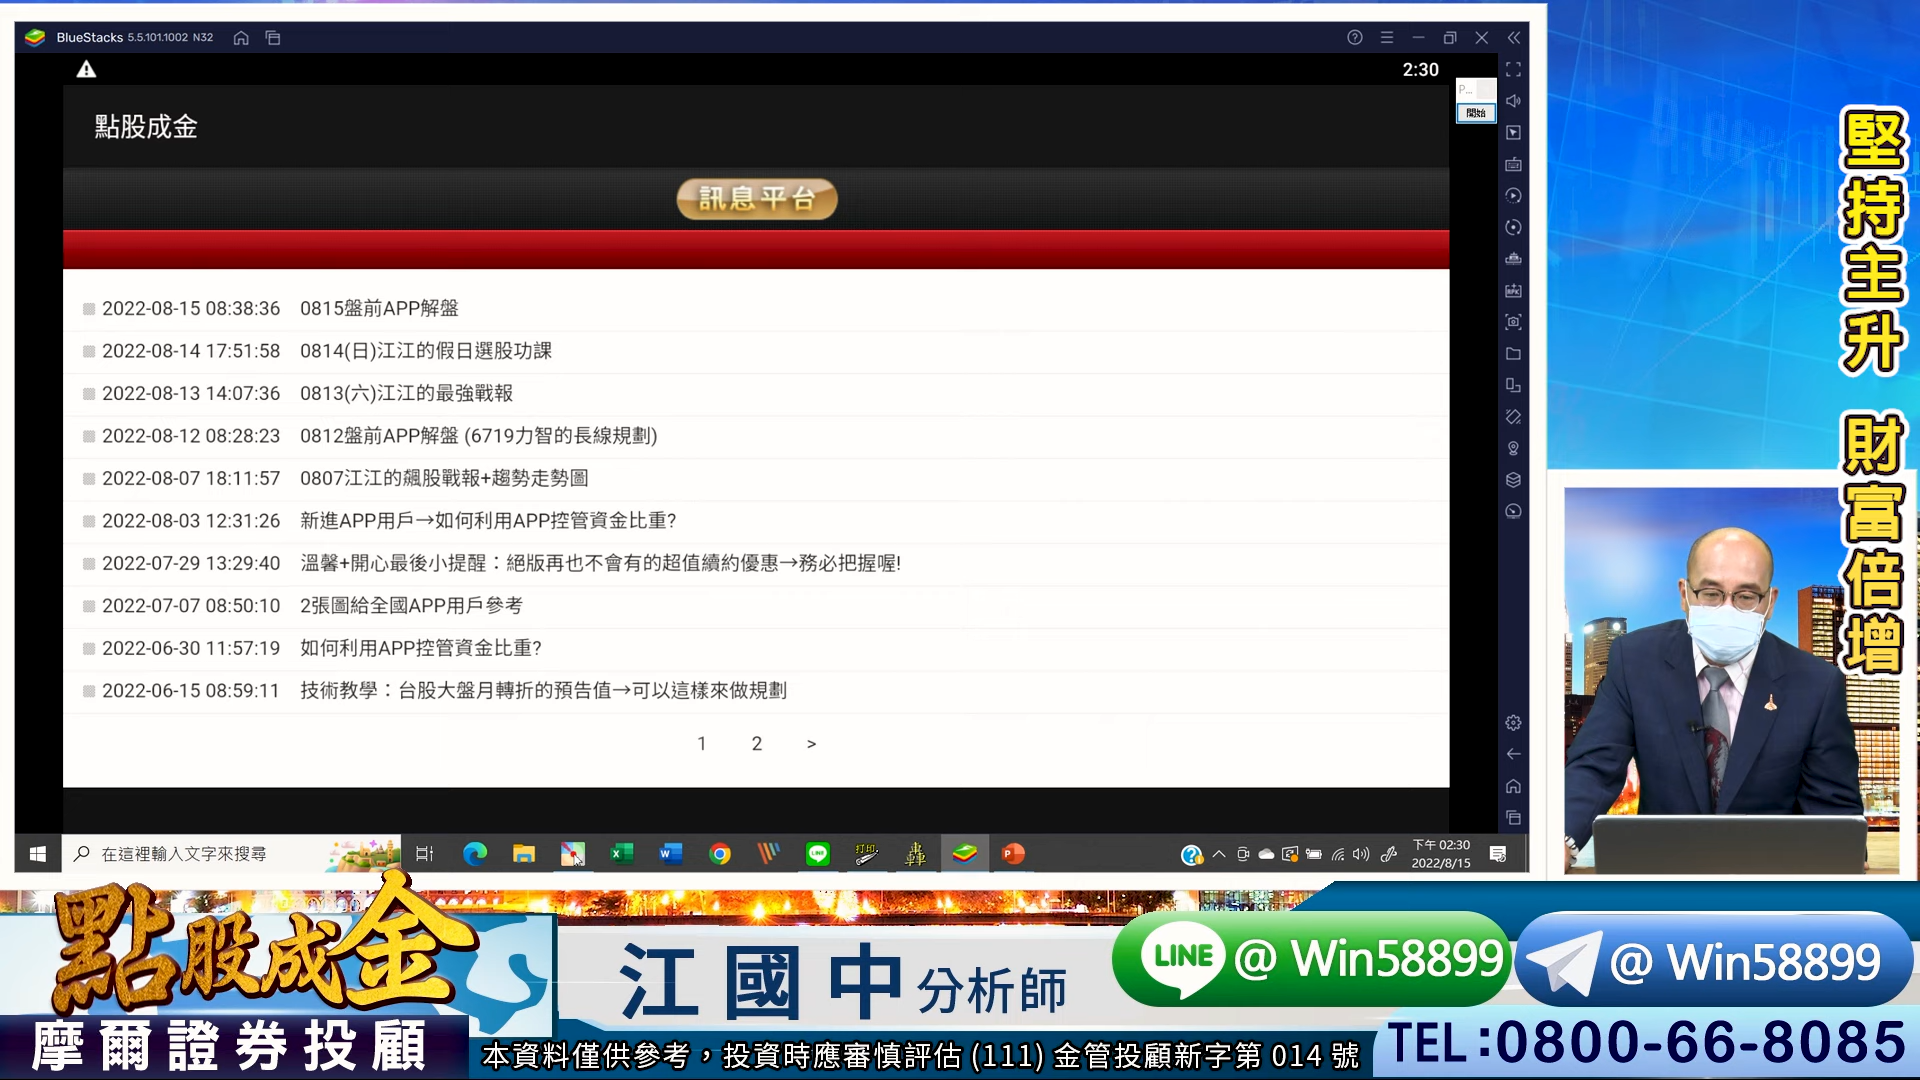 BlueStacks 5.5.101.1002 N32
2:30
P...
開始
點股成金
訊息平台
2022-08-15 08:38:36 0815盤前APP解盤
2022-08-14 17:51:58 0814(日)江江的假日選股功課
2022-08-13 14:07:36 0813(六)江江的最強戰報
2022-08-12 08:28:23 0812盤前APP解盤 (6719力智的長線規劃)
2022-08-07 18:11:57 0807江江的飆股戰報+趨勢走勢圖
2022-08-03 12:31:26 新進APP用戶→如何利用APP控管資金比重?
2022-07-29 13:29:40 溫馨+開心最後小提醒：絕版再也不會有的超值續約優惠→務必把握喔!
2022-07-07 08:50:10 2張圖給全國APP用戶參考
2022-06-30 11:57:19 如何利用APP控管資金比重?
2022-06-15 08:59:11 技術教學：台股大盤月轉折的預告值→可以這樣來做規劃
1 2 >
在這裡輸入文字來搜尋
下午 02:30
2022/8/15
堅持主升 財富倍增
點股成金
摩爾證券投顧
江國中 分析師
LINE @ Win58899
@ Win58899
TEL:0800-66-8085
本資料僅供參考，投資時應審慎評估 (111) 金管投顧新字第 014 號